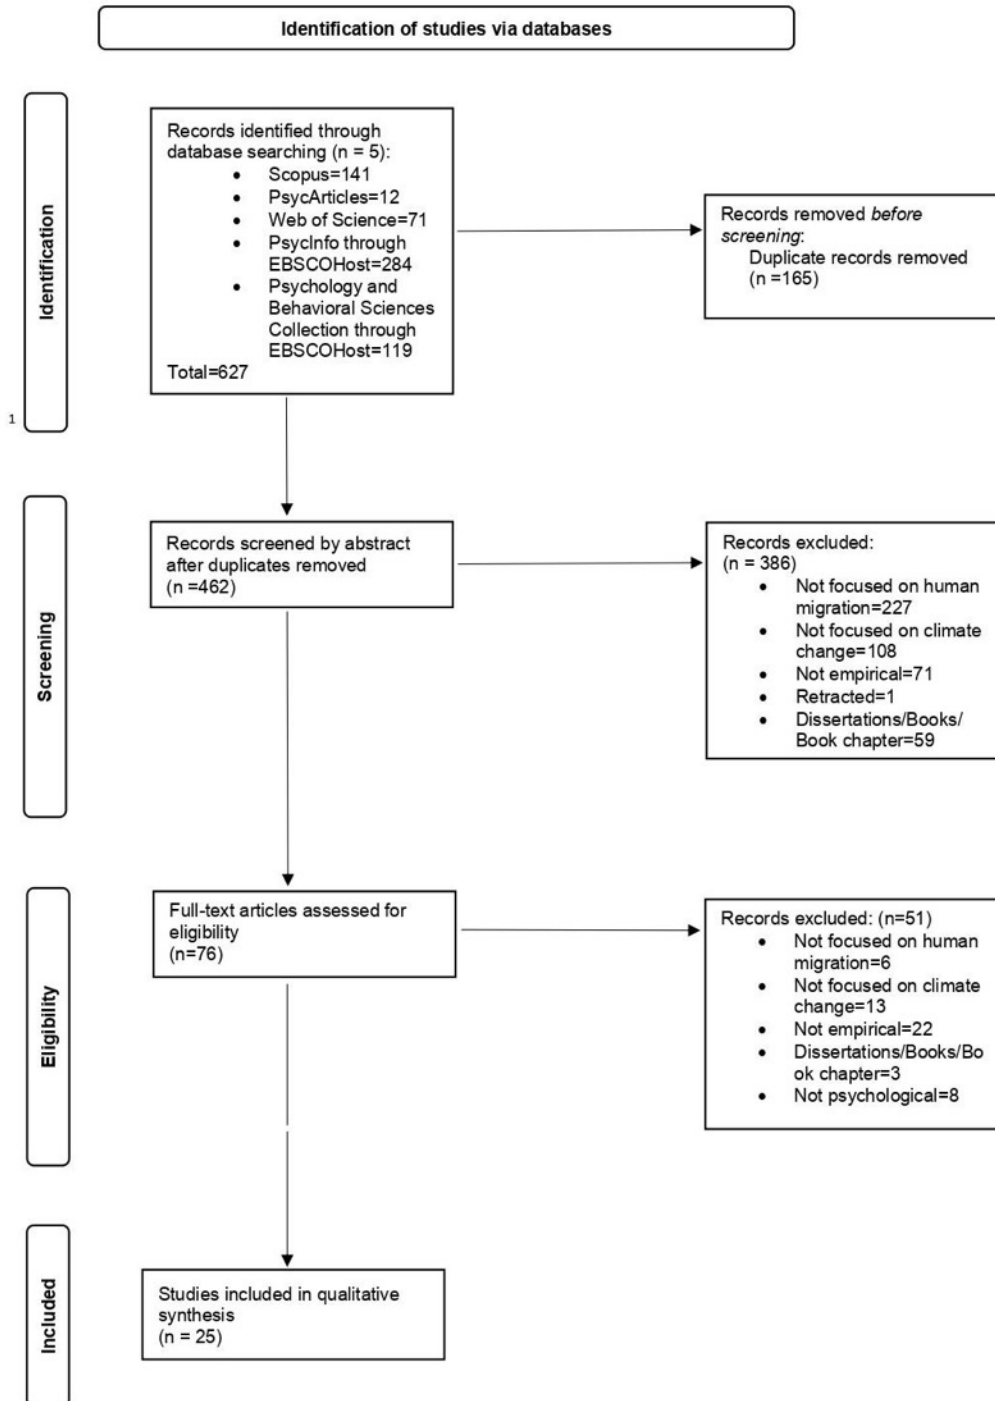 Identification of studies via databases
Identification
Records identified through
database searching (n = 5):
• Scopus=141
• PsycArticles=12
• Web of Science=71
• PsycInfo through
EBSCOHost=284
• Psychology and
Behavioral Sciences
Collection through
EBSCOHost=119
Total=627
Records removed before
screening:
Duplicate records removed
(n =165)
1
Screening
Records screened by abstract
after duplicates removed
(n =462)
Records excluded:
(n = 386)
• Not focused on human
migration=227
• Not focused on climate
change=108
• Not empirical=71
• Retracted=1
• Dissertations/Books/
Book chapter=59
Eligibility
Full-text articles assessed for
eligibility
(n=76)
Records excluded: (n=51)
• Not focused on human
migration=6
• Not focused on climate
change=13
• Not empirical=22
• Dissertations/Books/Bo
ok chapter=3
• Not psychological=8
Included
Studies included in qualitative
synthesis
(n = 25)